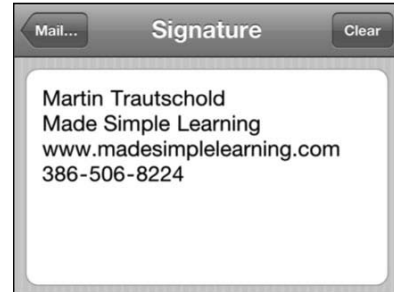 Mail... Signature Clear
Martin Trautschold
Made Simple Learning
www.madesimplelearning.com
386-506-8224